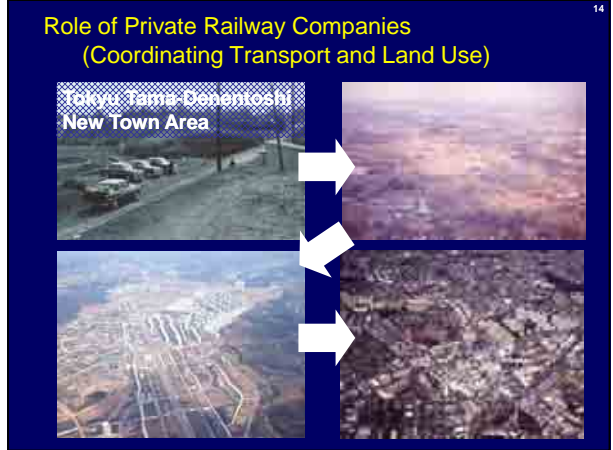 14
Role of Private Railway Companies
(Coordinating Transport and Land Use)
Tokyu Tama-Denentoshi
New Town Area